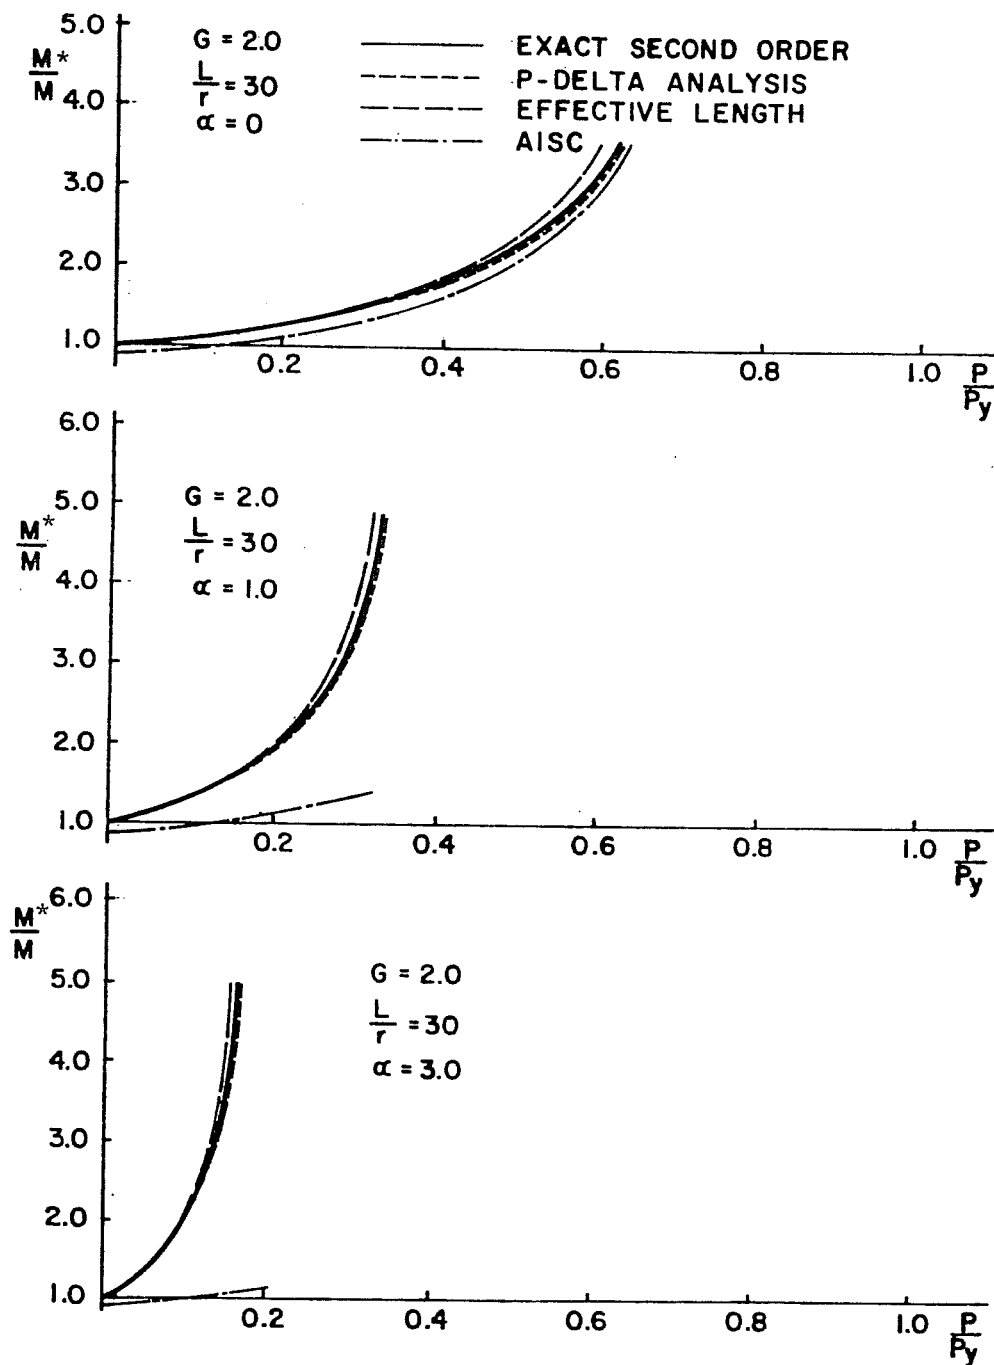 5.0
M*
M
4.0
3.0
2.0
1.0
G = 2.0
L
r
= 30
α = 0
EXACT SECOND ORDER
P-DELTA ANALYSIS
EFFECTIVE LENGTH
AISC
0.2
0.4
0.6
0.8
1.0
P
Py
6.0
5.0
M*
M
4.0
3.0
2.0
1.0
G = 2.0
L
r
= 30
α = 1.0
0.2
0.4
0.6
0.8
1.0
P
Py
6.0
M*
M
5.0
4.0
3.0
2.0
1.0
G = 2.0
L
r
= 30
α = 3.0
0.2
0.4
0.6
0.8
1.0
P
Py